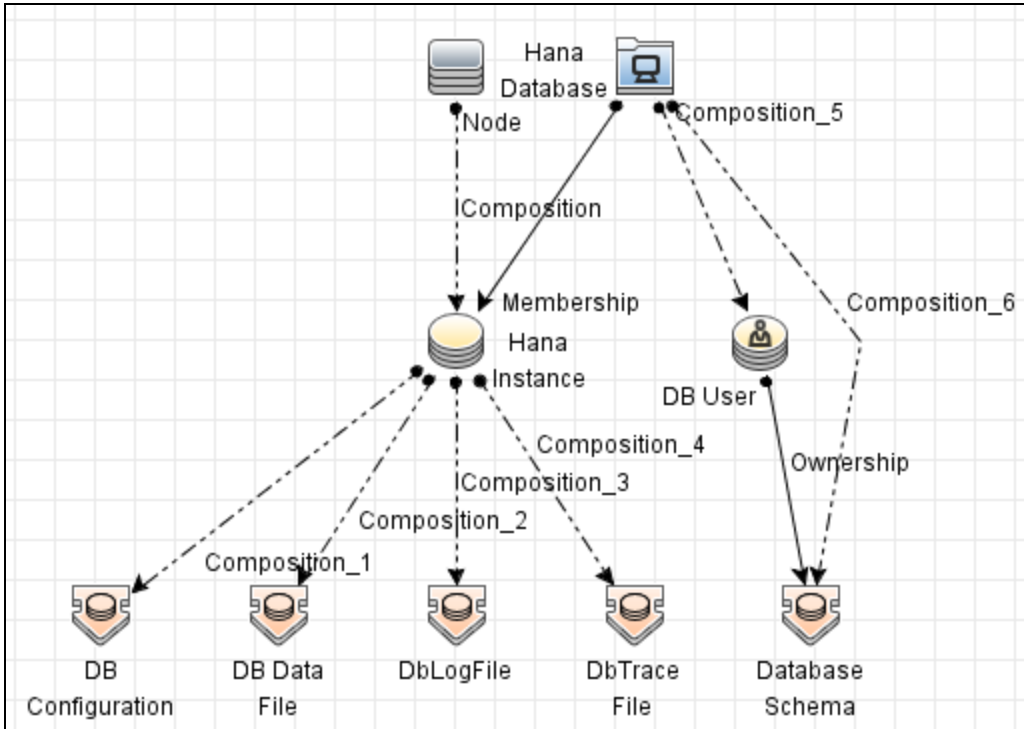 Hana
Database
Composition_5
Node
Composition
Membership
Composition_6
Hana
Instance
DB User
Composition_4
Ownership
Composition_3
Composition_2
Composition_1
DB
Configuration
DB Data
File
DbLogFile
DbTrace
File
Database
Schema